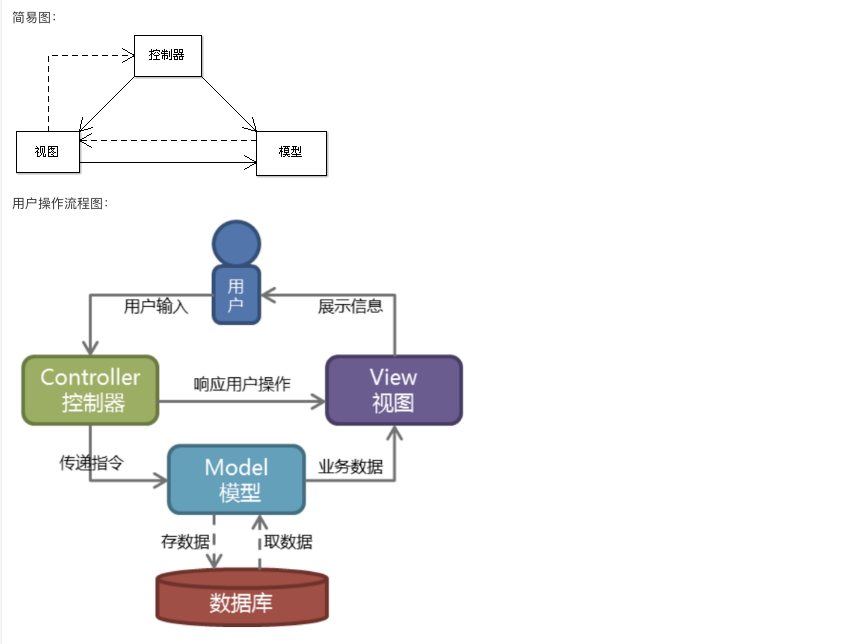 简易图:
控制器
视图
模型
用户操作流程图:
用
户
用户输入
展示信息
Controller
控制器
响应用户操作
View
视图
传递指令
Model
模型
业务数据
存数据
取数据
数据库